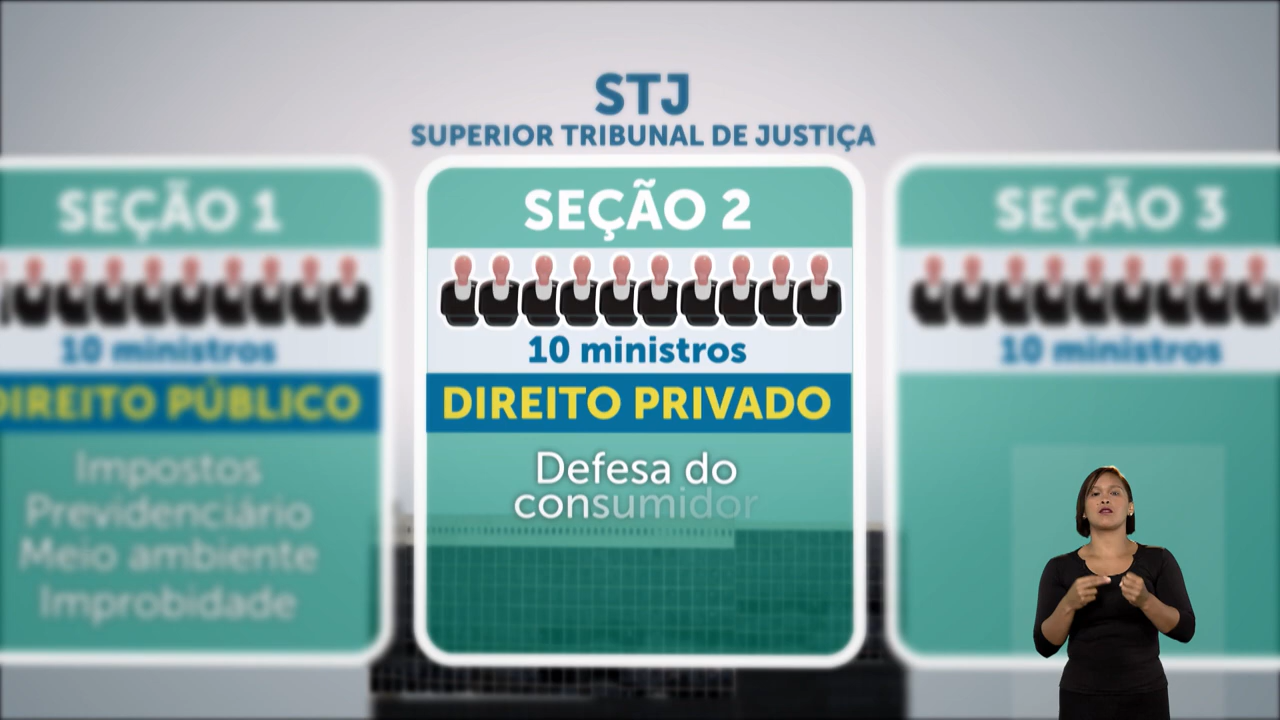 STJ
SUPERIOR TRIBUNAL DE JUSTIÇA
SEÇÃO 1
10 ministros
DIREITO PÚBLICO
Impostos
Previdenciário
Meio ambiente
Improbidade
SEÇÃO 2
10 ministros
DIREITO PRIVADO
Defesa do
consumidor
SEÇÃO 3
10 ministros